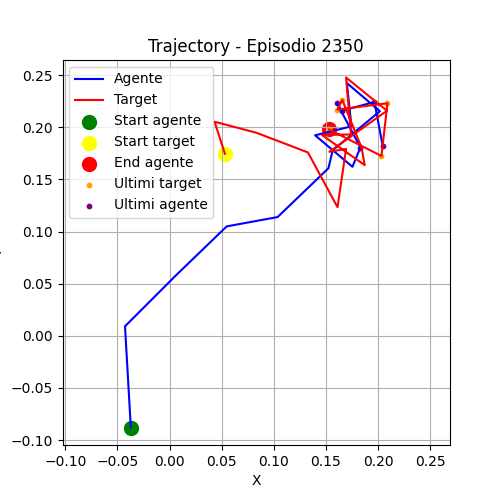 Trajectory - Episodio 2350
Agente
Target
Start agente
Start target
End agente
Ultimi target
Ultimi agente
0.25
0.20
0.15
0.10
0.05
0.00
−0.05
−0.10
−0.10 −0.05 0.00 0.05 0.10 0.15 0.20 0.25
X